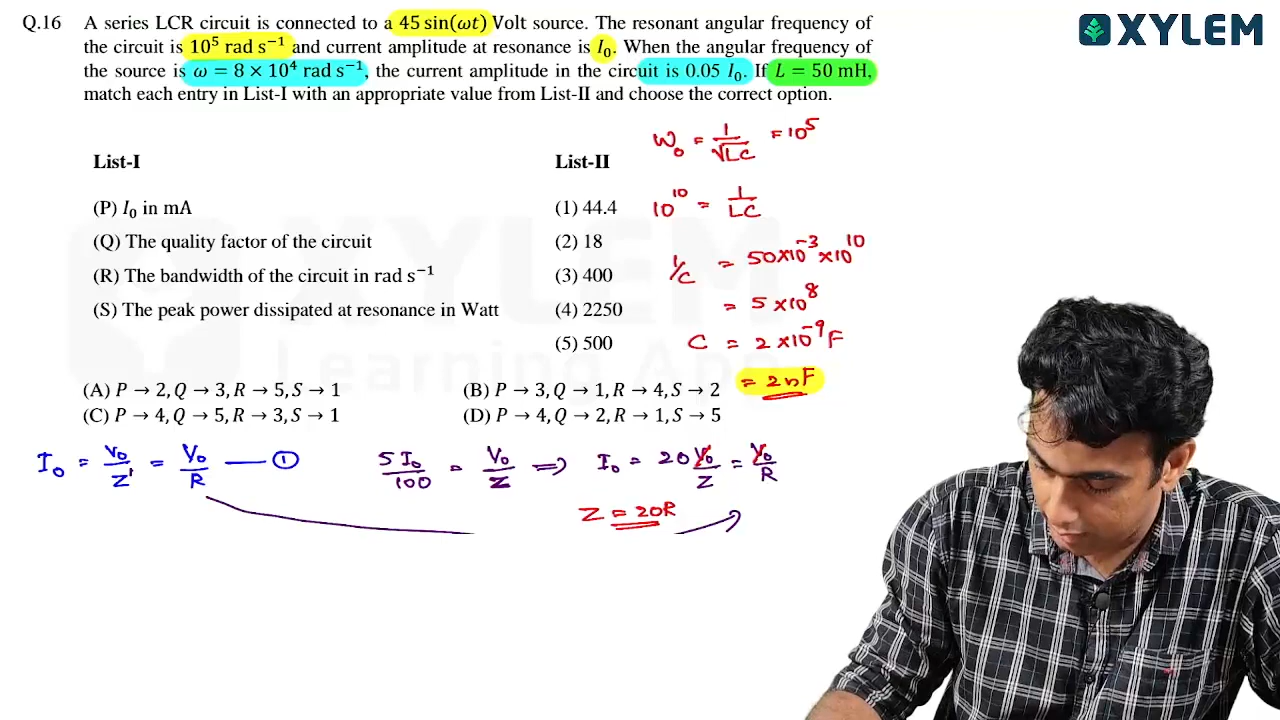 XYLEM
Q.16 A series LCR circuit is connected to a 45 sin(ωt) Volt source. The resonant angular frequency of
the circuit is 10⁵ rad s⁻¹ and current amplitude at resonance is I₀. When the angular frequency of
the source is ω = 8 × 10⁴ rad s⁻¹, the current amplitude in the circuit is 0.05 I₀. If L = 50 mH,
match each entry in List-I with an appropriate value from List-II and choose the correct option.
List-I List-II
(P) I₀ in mA (1) 44.4
(Q) The quality factor of the circuit (2) 18
(R) The bandwidth of the circuit in rad s⁻¹ (3) 400
(S) The peak power dissipated at resonance in Watt (4) 2250
(5) 500
(A) P → 2, Q → 3, R → 5, S → 1 (B) P → 3, Q → 1, R → 4, S → 2
(C) P → 4, Q → 5, R → 3, S → 1 (D) P → 4, Q → 2, R → 1, S → 5
W₀ = 1/√LC = 10⁵
10¹⁰ = 1/LC
1/C = 50×10⁻³×10¹⁰
= 5×10⁸
C = 2×10⁻⁹F
= 2nF
I₀ = V₀/Z' = V₀/R — ①
5I₀/100 = V₀/Z ⇒ I₀ = 20V₀/Z = V₀/R
Z = 20R
XYLEM
Learning App